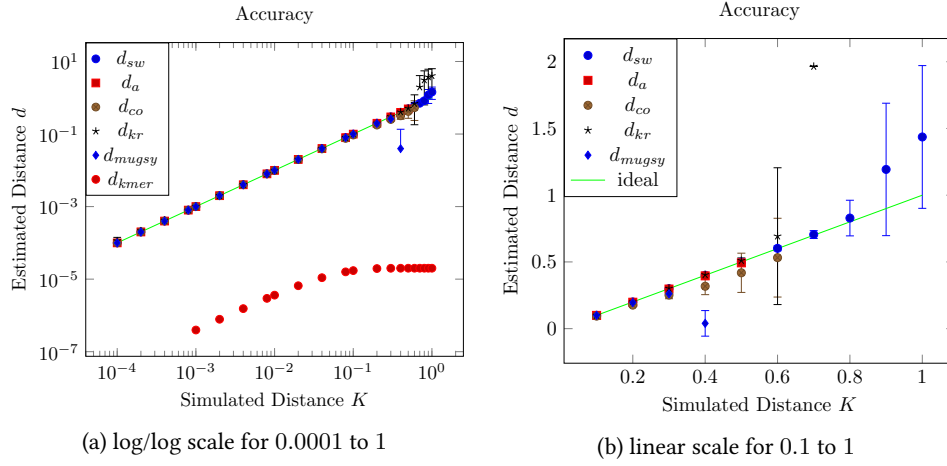 Accuracy
Estimated Distance d
10^1
10^−1
10^−3
10^−5
10^−7
d_sw
d_a
d_co
d_kr
d_mugsy
d_kmer
10^−4
10^−3
10^−2
10^−1
10^0
Simulated Distance K
(a) log/log scale for 0.0001 to 1
Accuracy
Estimated Distance d
2
1.5
1
0.5
0
d_sw
d_a
d_co
d_kr
d_mugsy
ideal
0.2
0.4
0.6
0.8
1
Simulated Distance K
(b) linear scale for 0.1 to 1